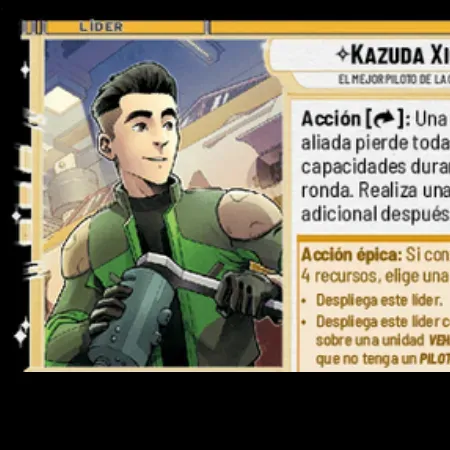 LÍDER
KAZUDA XI
EL MEJOR PILOTO DE LA
Acción [ ]: Una
aliada pierde toda
capacidades dura
ronda. Realiza una
adicional después
Acción épica: Si con
4 recursos, elige una
• Despliega este líder.
• Despliega este líder c
sobre una unidad VEH
que no tenga un PILOT